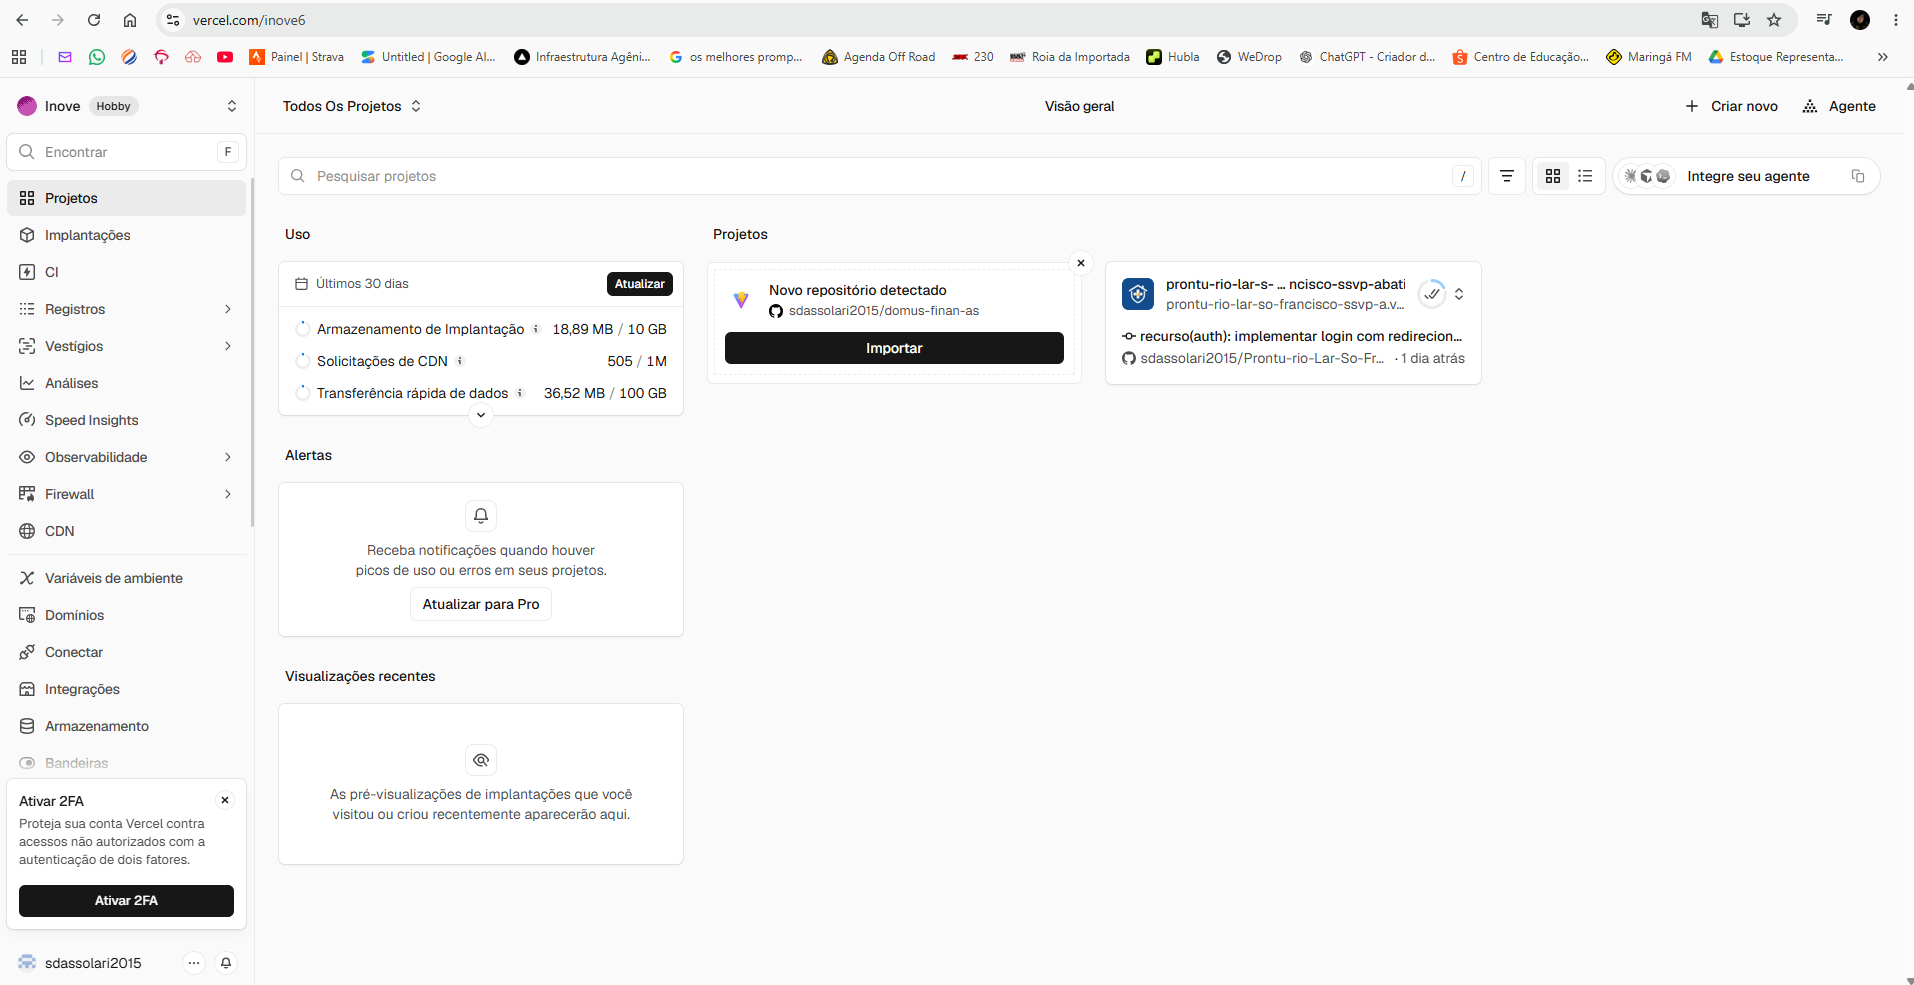 vercel.com/inove6
Painel | Strava
Untitled | Google AI...
Infraestrutura Agêni...
os melhores promp...
Agenda Off Road
230
Roia da Importada
Hubla
WeDrop
ChatGPT - Criador d...
Centro de Educação...
Maringá FM
Estoque Representa...
Inove
Hobby
Todos Os Projetos
Visão geral
Criar novo
Agente
Encontrar
F
Pesquisar projetos
/
Integre seu agente
Projetos
Implantações
CI
Registros
Vestígios
Análises
Speed Insights
Observabilidade
Firewall
CDN
Variáveis de ambiente
Domínios
Conectar
Integrações
Armazenamento
Bandeiras
Ativar 2FA
Proteja sua conta Vercel contra
acessos não autorizados com a
autenticação de dois fatores.
Ativar 2FA
sdassolari2015
Uso
Últimos 30 dias
Atualizar
Armazenamento de Implantação 18,89 MB / 10 GB
Solicitações de CDN 505 / 1M
Transferência rápida de dados 36,52 MB / 100 GB
Alertas
Receba notificações quando houver
picos de uso ou erros em seus projetos.
Atualizar para Pro
Visualizações recentes
As pré-visualizações de implantações que você
visitou ou criou recentemente aparecerão aqui.
Projetos
Novo repositório detectado
sdassolari2015/domus-finan-as
Importar
prontu-rio-lar-s- ... ncisco-ssvp-abati
prontu-rio-lar-so-francisco-ssvp-a.v...
recurso(auth): implementar login com redirecion...
sdassolari2015/Prontu-rio-Lar-So-Fr... · 1 dia atrás